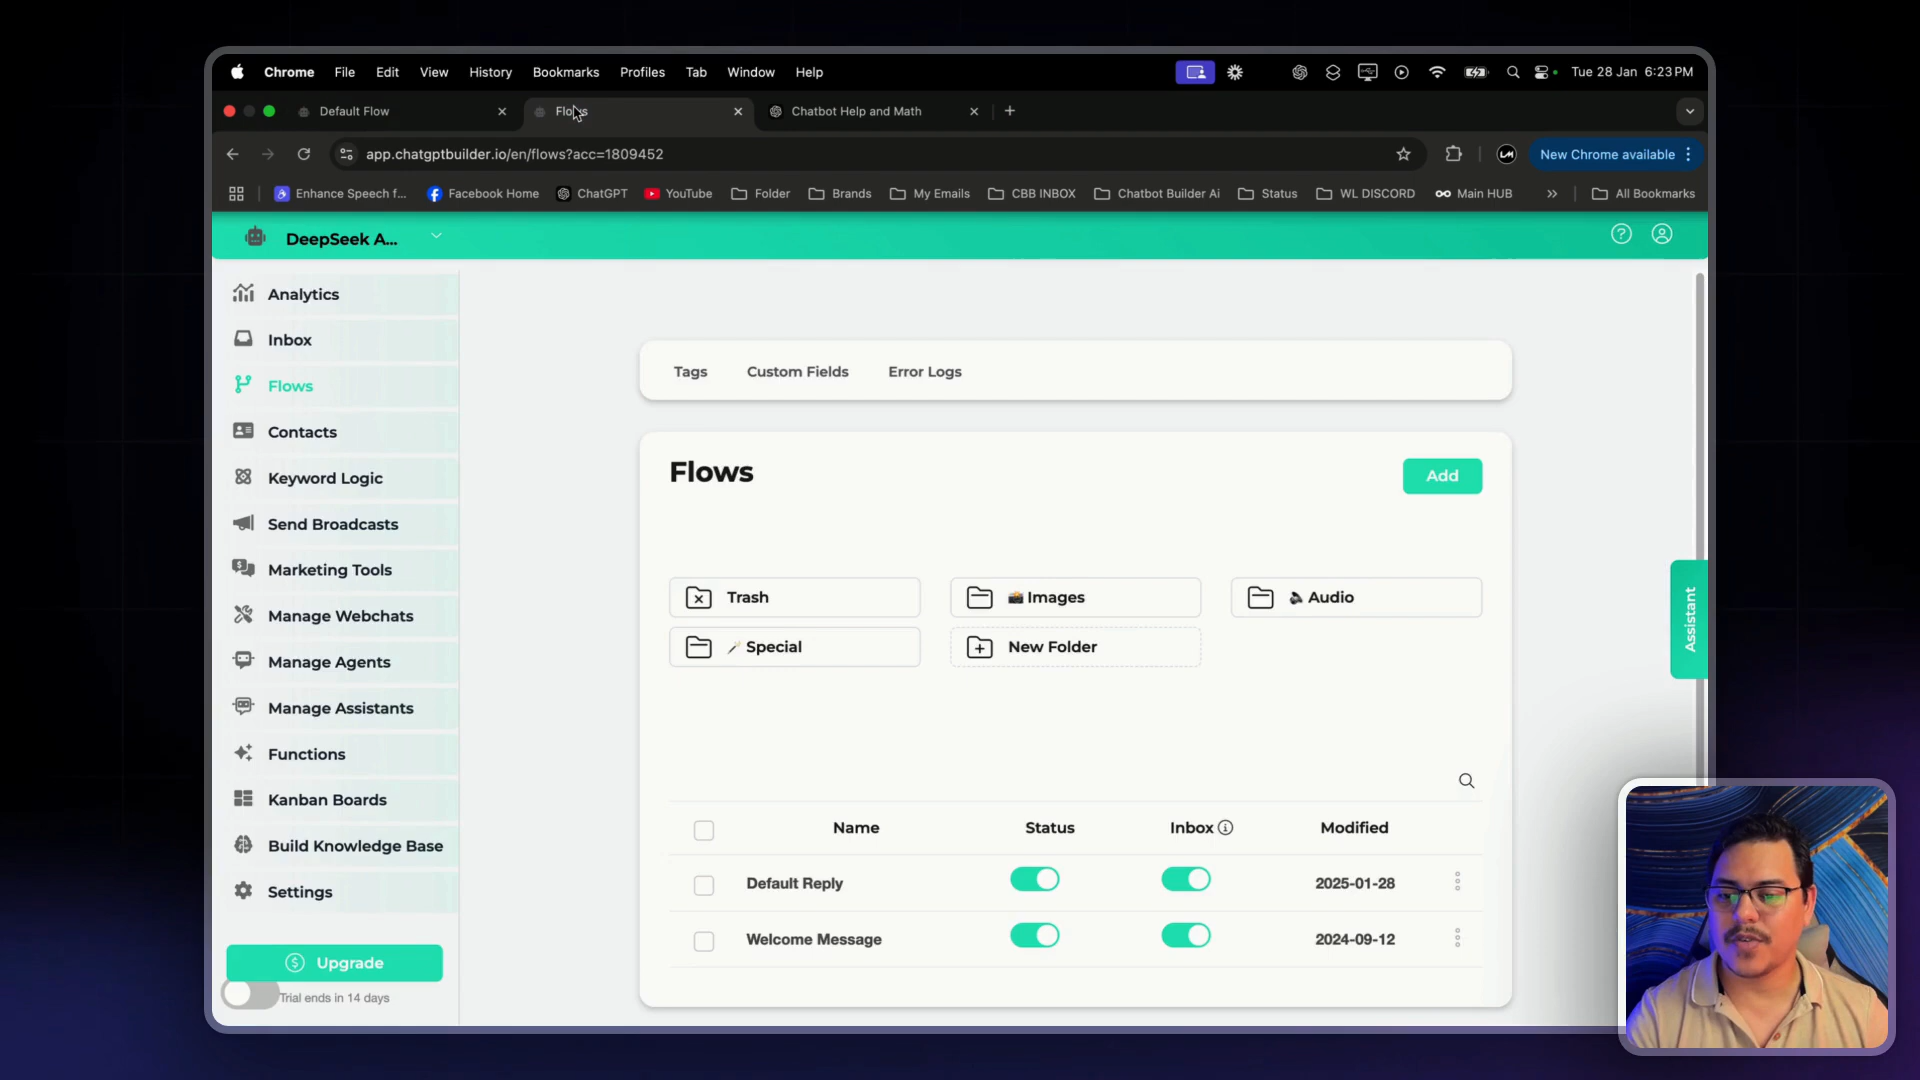 Chrome File Edit View History Bookmarks Profiles Tab Window Help Tue 28 Jan 6:23 PM
Default Flow Flows Chatbot Help and Math
app.chatgptbuilder.io/en/flows?acc=1809452 New Chrome available
Enhance Speech f... Facebook Home ChatGPT YouTube Folder Brands My Emails CBB INBOX Chatbot Builder Ai Status WL DISCORD Main HUB All Bookmarks
DeepSeek A...
Analytics
Inbox
Flows
Contacts
Keyword Logic
Send Broadcasts
Marketing Tools
Manage Webchats
Manage Agents
Manage Assistants
Functions
Kanban Boards
Build Knowledge Base
Settings
Upgrade
Trial ends in 14 days
Tags Custom Fields Error Logs
Flows Add
Trash Images Audio
Special New Folder
Name Status Inbox Modified
Default Reply 2025-01-28
Welcome Message 2024-09-12
Assistant